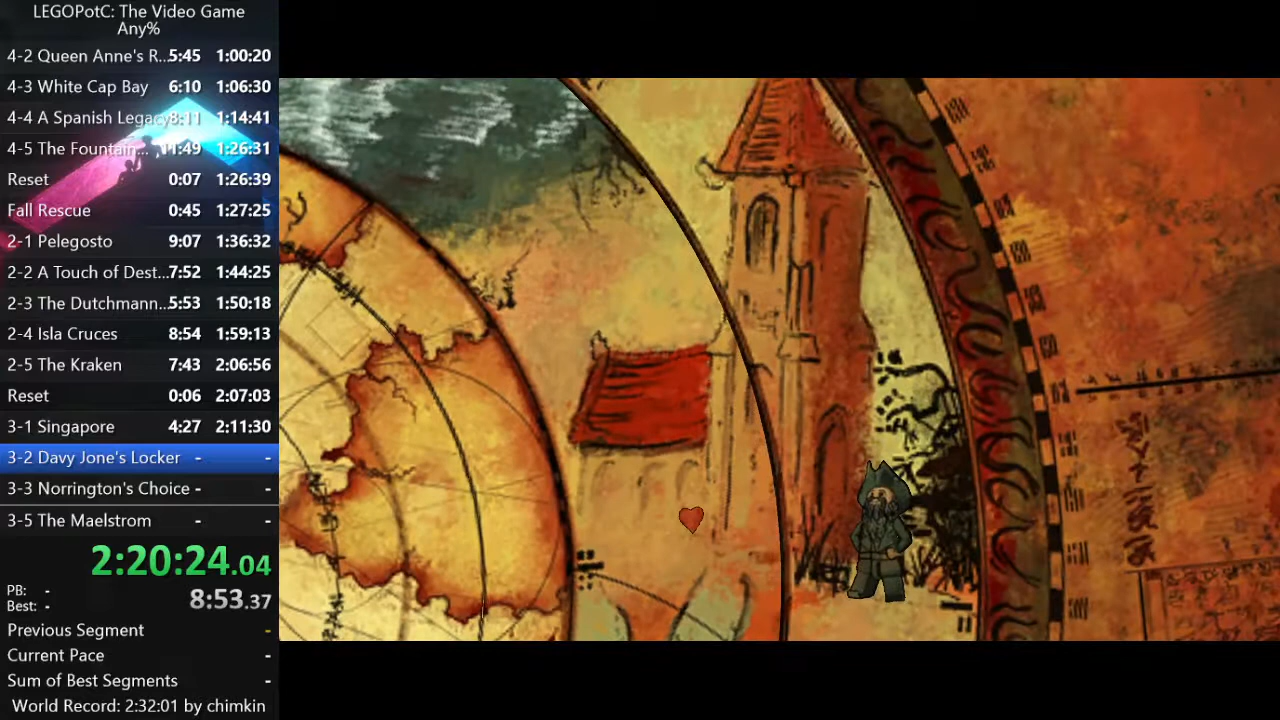 LEGOPotC: The Video Game
Any%
4-2 Queen Anne's R... 5:45 1:00:20
4-3 White Cap Bay 6:10 1:06:30
4-4 A Spanish Legacy 8:11 1:14:41
4-5 The Fountain... 11:49 1:26:31
Reset 0:07 1:26:39
Fall Rescue 0:45 1:27:25
2-1 Pelegosto 9:07 1:36:32
2-2 A Touch of Dest... 7:52 1:44:25
2-3 The Dutchmann... 5:53 1:50:18
2-4 Isla Cruces 8:54 1:59:13
2-5 The Kraken 7:43 2:06:56
Reset 0:06 2:07:03
3-1 Singapore 4:27 2:11:30
3-2 Davy Jone's Locker - -
3-3 Norrington's Choice - -
3-5 The Maelstrom - -
2:20:24.04
PB: -
Best: -
8:53.37
Previous Segment -
Current Pace -
Sum of Best Segments -
World Record: 2:32:01 by chimkin